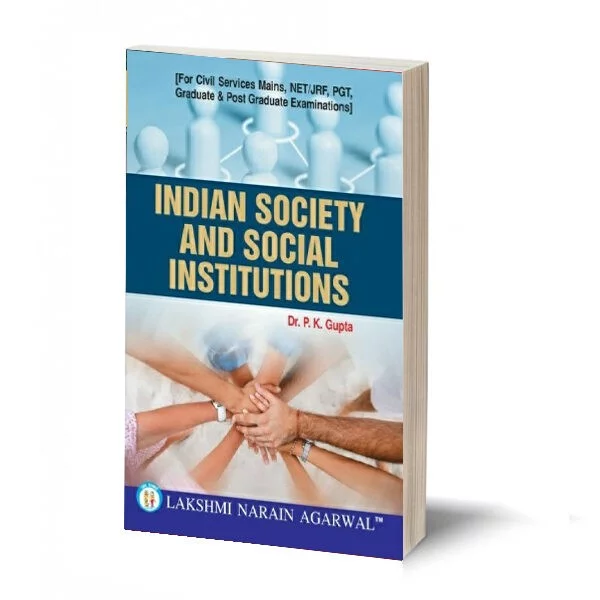 [For Civil Services Mains, NET/JRF, PGT,
Graduate & Post Graduate Examinations]
INDIAN SOCIETY
AND SOCIAL
INSTITUTIONS
Dr. P. K. Gupta
LAKSHMI NARAIN AGARWAL™